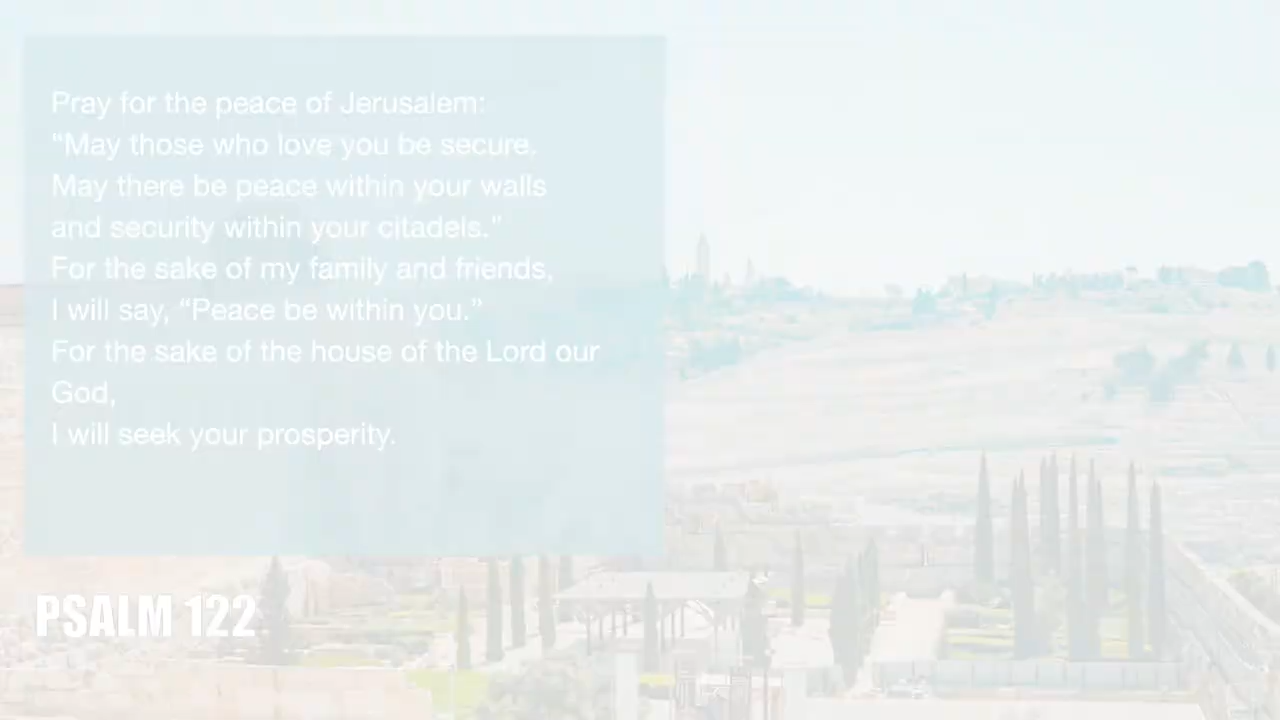 Pray for the peace of Jerusalem:
“May those who love you be secure.
May there be peace within your walls
and security within your citadels.”
For the sake of my family and friends,
I will say, “Peace be within you.”
For the sake of the house of the Lord our
God,
I will seek your prosperity.
PSALM 122